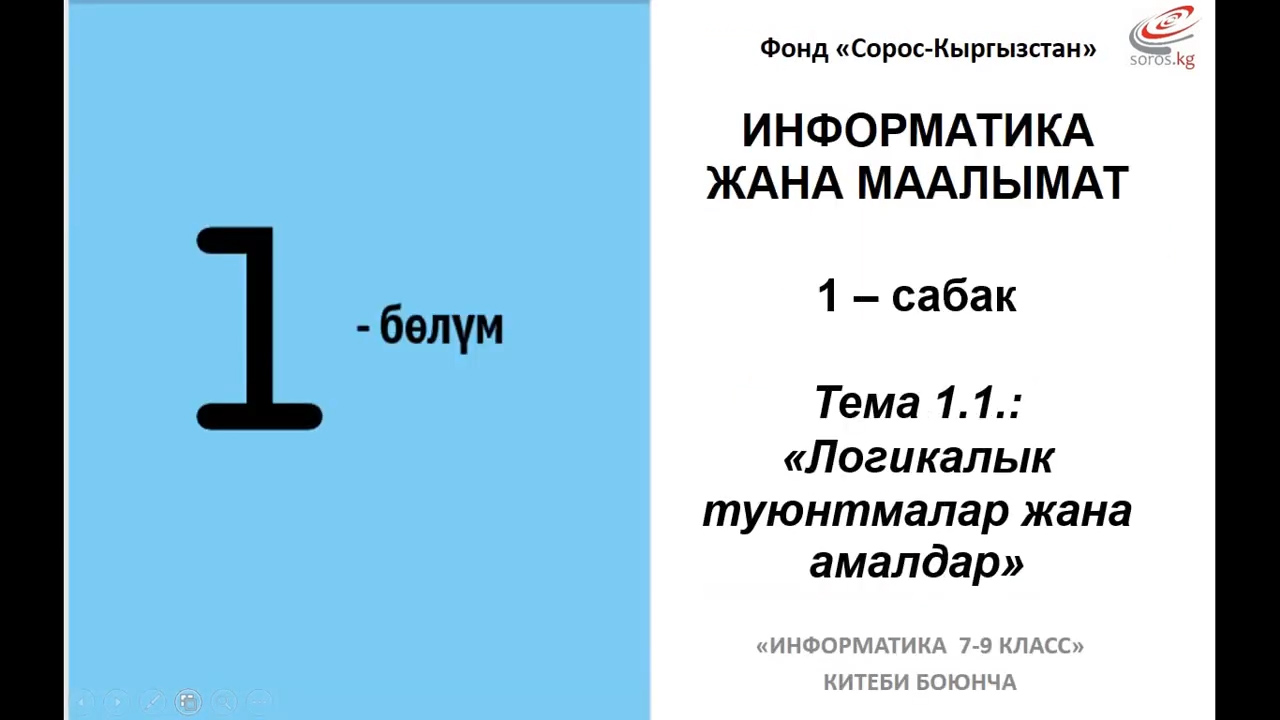 1
- бөлүм
Фонд «Сорос-Кыргызстан»
soros.kg
ИНФОРМАТИКА
ЖАНА МААЛЫМАТ
1 – сабак
Тема 1.1.:
«Логикалык
туюнтмалар жана
амалдар»
«ИНФОРМАТИКА 7-9 КЛАСС»
КИТЕБИ БОЮНЧА